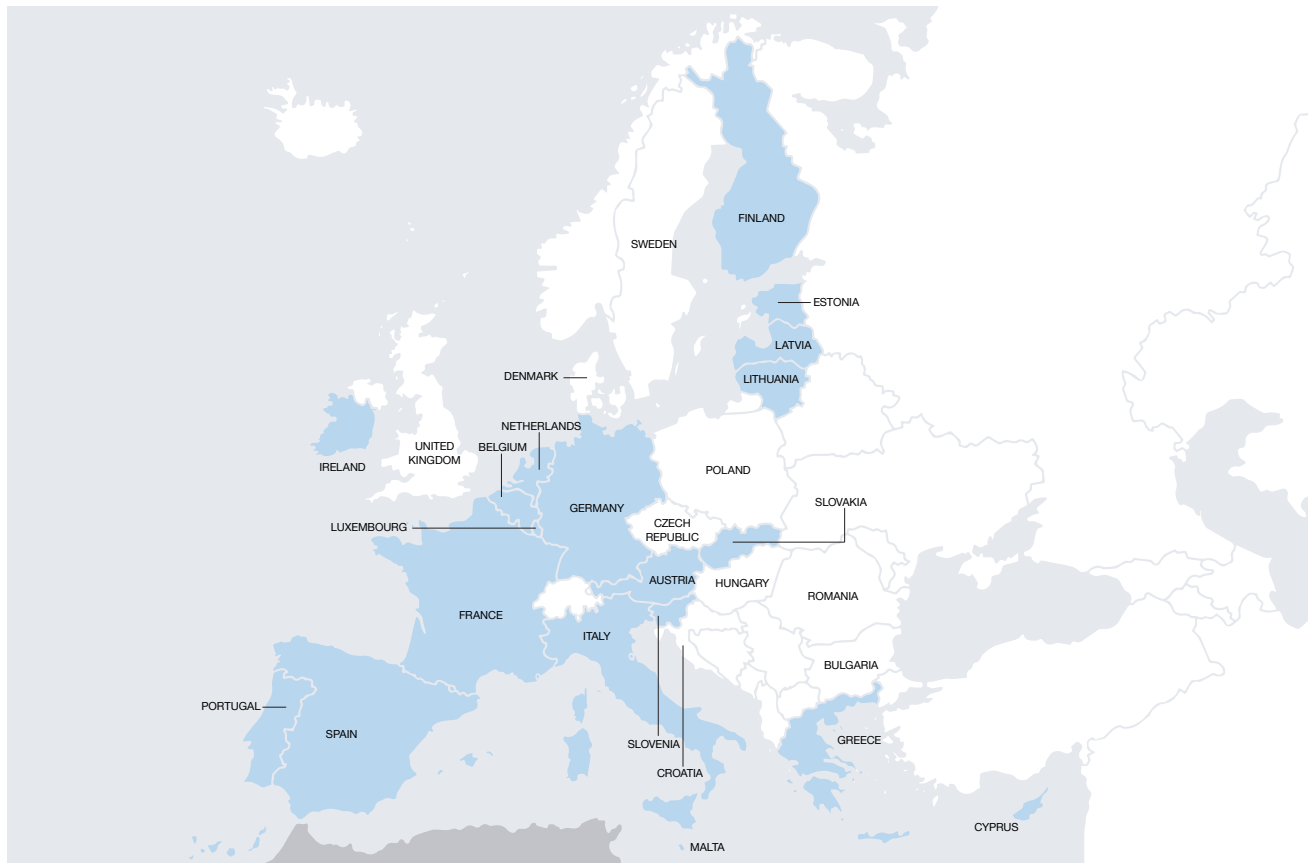 FINLAND
SWEDEN
ESTONIA
LATVIA
DENMARK
LITHUANIA
NETHERLANDS
BELGIUM
UNITED
KINGDOM
IRELAND
POLAND
SLOVAKIA
GERMANY
LUXEMBOURG
CZECH
REPUBLIC
AUSTRIA
HUNGARY
ROMANIA
FRANCE
ITALY
BULGARIA
PORTUGAL
SPAIN
SLOVENIA
GREECE
CROATIA
CYPRUS
MALTA